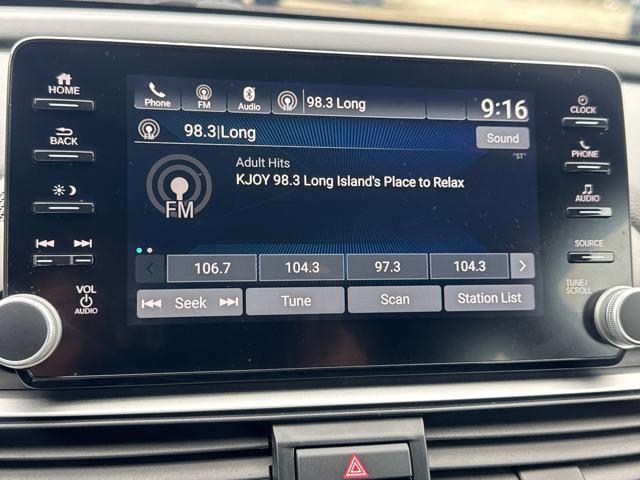 HOME
BACK
VOL
AUDIO
Phone
FM
Audio
98.3 Long
9:16
FM
98.3|Long
Sound
"ST"
FM
Adult Hits
KJOY 98.3 Long Island's Place to Relax
106.7
104.3
97.3
104.3
Seek
Tune
Scan
Station List
CLOCK
PHONE
AUDIO
SOURCE
TUNE/
SCROLL